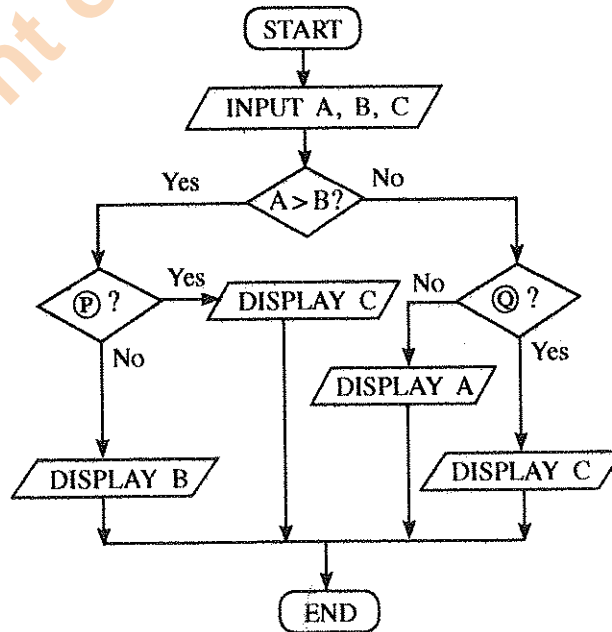 START
INPUT A, B, C
A > B?
Yes
No
Ⓟ ?
Yes
DISPLAY C
No
Ⓠ ?
No
Yes
DISPLAY A
DISPLAY B
DISPLAY C
END